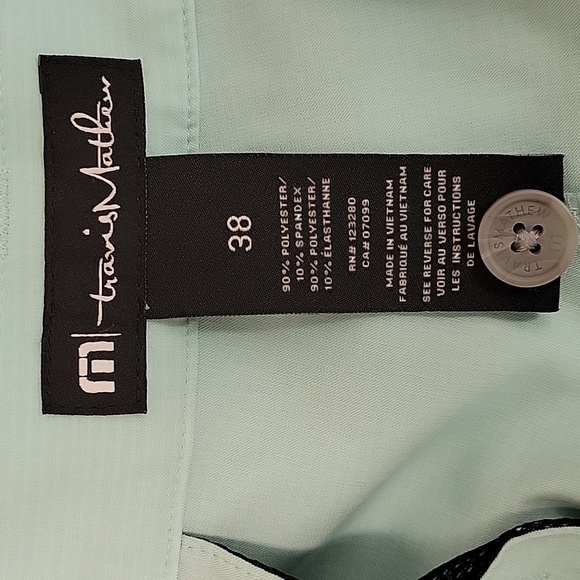 travisMathew
38
90% POLYESTER/
10% SPANDEX
90% POLYESTER/
10% ÉLASTHANNE
RN# 123280
CA# 07099
MADE IN VIETNAM
FABRIQUÉ AU VIETNAM
SEE REVERSE FOR CARE
VOIR AU VERSO POUR
LES INSTRUCTIONS
DE LAVAGE
TRAVISMATHEW